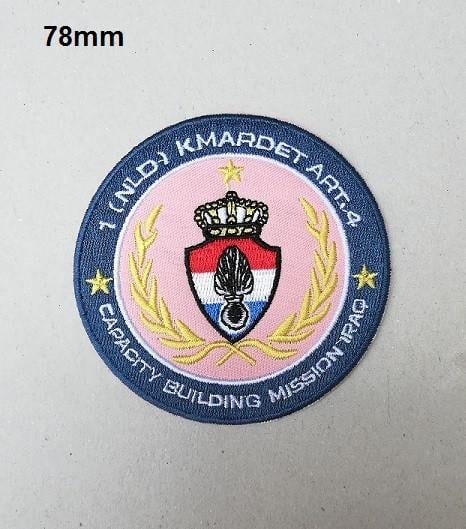 78mm
1 (NLD) KMARDET ART.4
CAPACITY BUILDING MISSION IRAQ